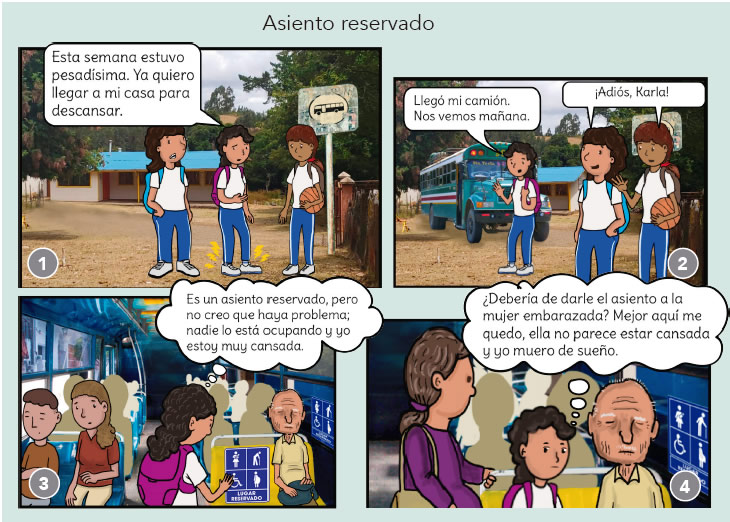 Asiento reservado
Esta semana estuvo
pesadísima. Ya quiero
llegar a mi casa para
descansar.
1
Llegó mi camión.
Nos vemos mañana.
¡Adiós, Karla!
2
Es un asiento reservado, pero
no creo que haya problema;
nadie lo está ocupando y yo
estoy muy cansada.
LUGAR
RESERVADO
3
¿Debería de darle el asiento a la
mujer embarazada? Mejor aquí me
quedo, ella no parece estar cansada
y yo muero de sueño.
LUGAR
RESERVADO
4